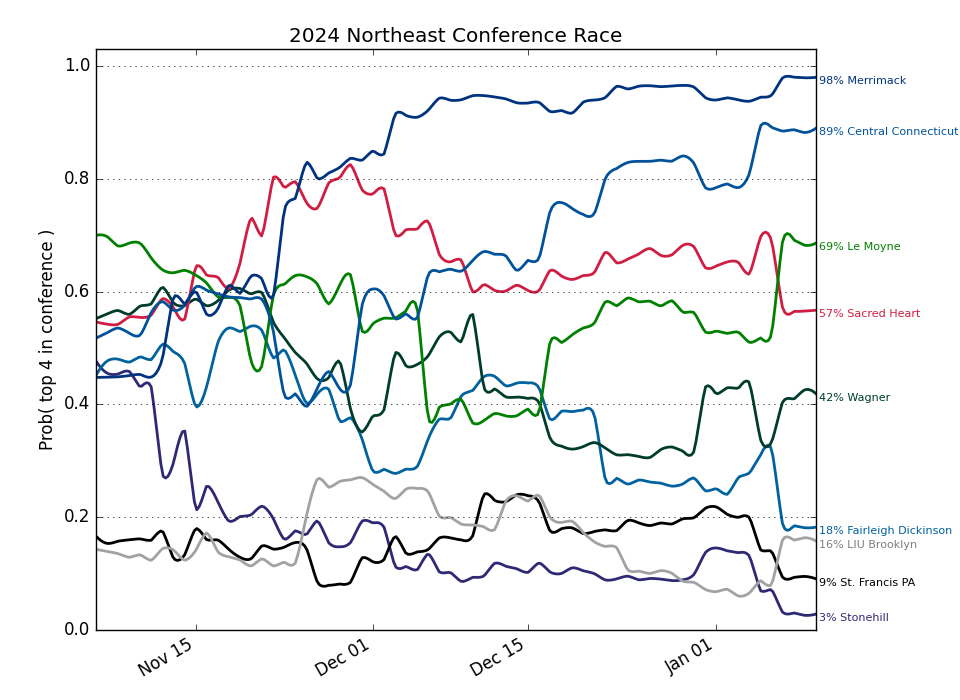 2024 Northeast Conference Race
Prob( top 4 in conference )
1.0
0.8
0.6
0.4
0.2
0.0
Nov 15
Dec 01
Dec 15
Jan 01
98% Merrimack
89% Central Connecticut
69% Le Moyne
57% Sacred Heart
42% Wagner
18% Fairleigh Dickinson
16% LIU Brooklyn
9% St. Francis PA
3% Stonehill